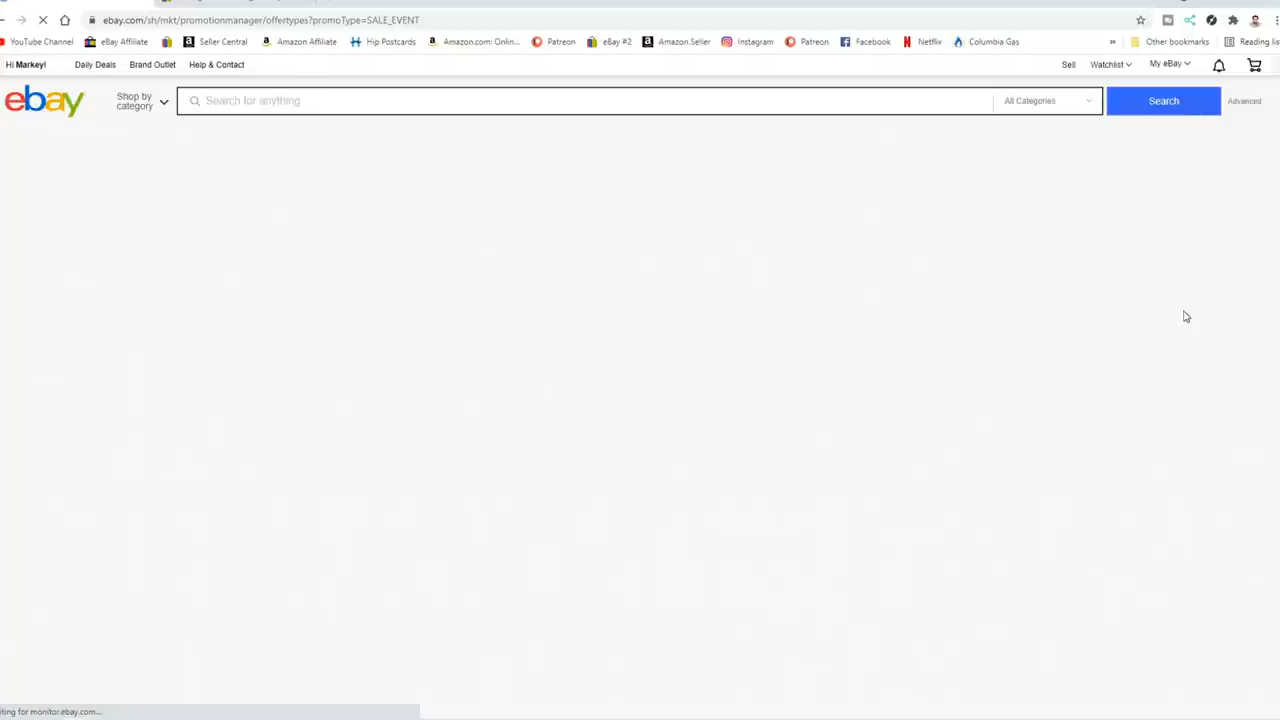 ebay.com/sh/mkt/promotionmanager/offertypes?promoType=SALE_EVENT
YouTube Channel eBay Affiliate Seller Central Amazon Affiliate Hip Postcards Amazon.com: Onlin... Patreon eBay #2 Amazon.Seller Instagram Patreon Facebook Netflix Columbia Gas » Other bookmarks Reading list
Hi Markey! Daily Deals Brand Outlet Help & Contact Sell Watchlist My eBay
ebay Shop by category Search for anything All Categories Search Advanced
iting for monitor.ebay.com...